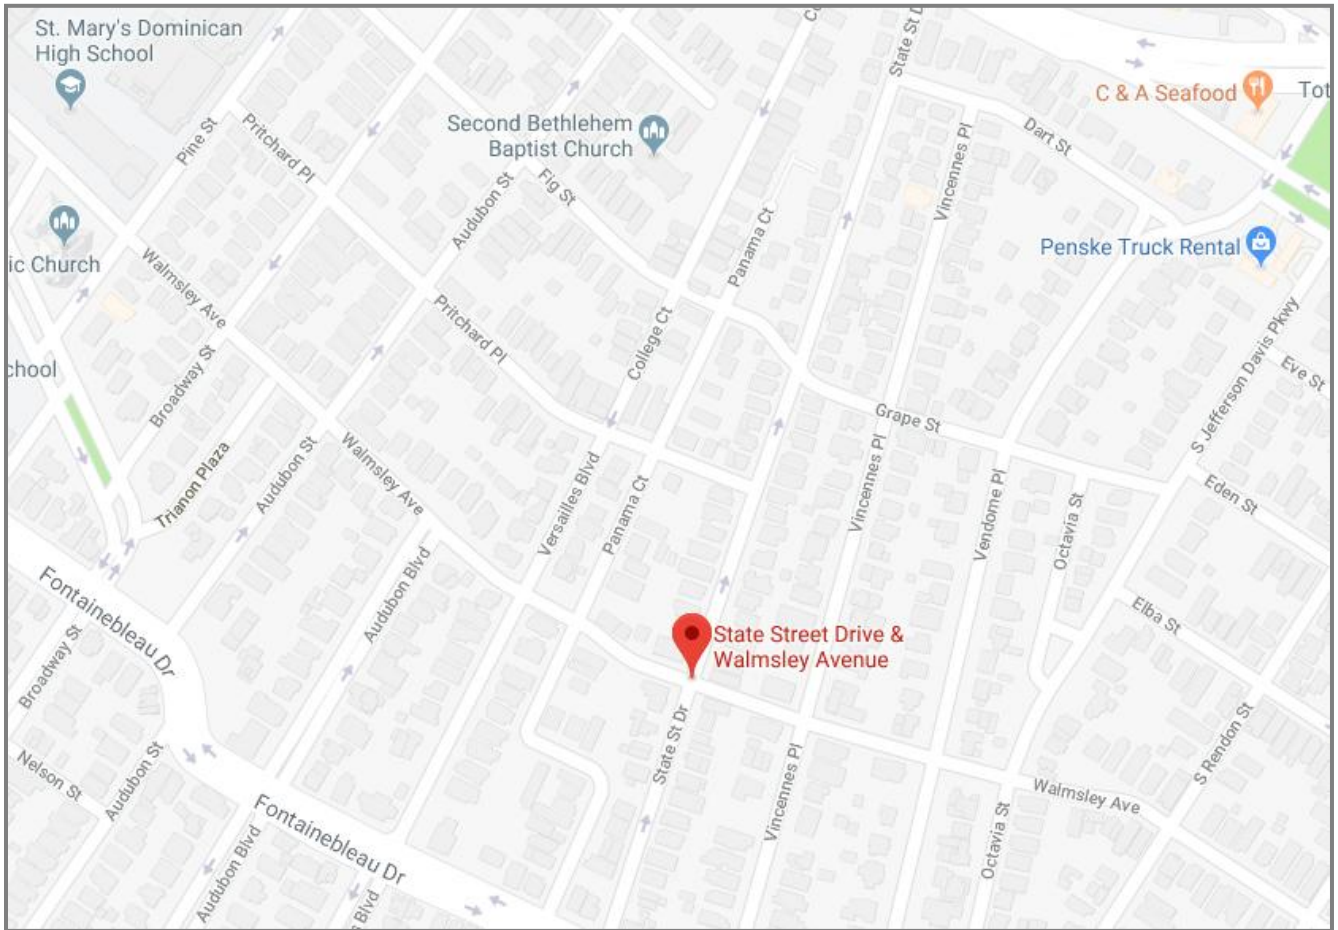 St. Mary's Dominican
High School
State St D
C & A Seafood
Tot
Pine St
Pritchard Pl
Second Bethlehem
Baptist Church
Dart St
Vincennes Pl
Fig St
Audubon St
Panama Ct
ic Church
Walmsley Ave
Penske Truck Rental
Pritchard Pl
College Ct
chool
Broadway St
S Jefferson Davis Pkwy
Eve St
Grape St
Walmsley Ave
Audubon St
Trianon Plaza
Versailles Blvd
Panama Ct
Vincennes Pl
Vendome Pl
Octavia St
Eden St
Fontainebleau Dr
Audubon Blvd
Elba St
State Street Drive &
Walmsley Avenue
Broadway St
State St Dr
S Rendon St
Nelson St
Audubon St
Vincennes Pl
Walmsley Ave
Fontainebleau Dr
Audubon Blvd
Octavia St
s Blvd